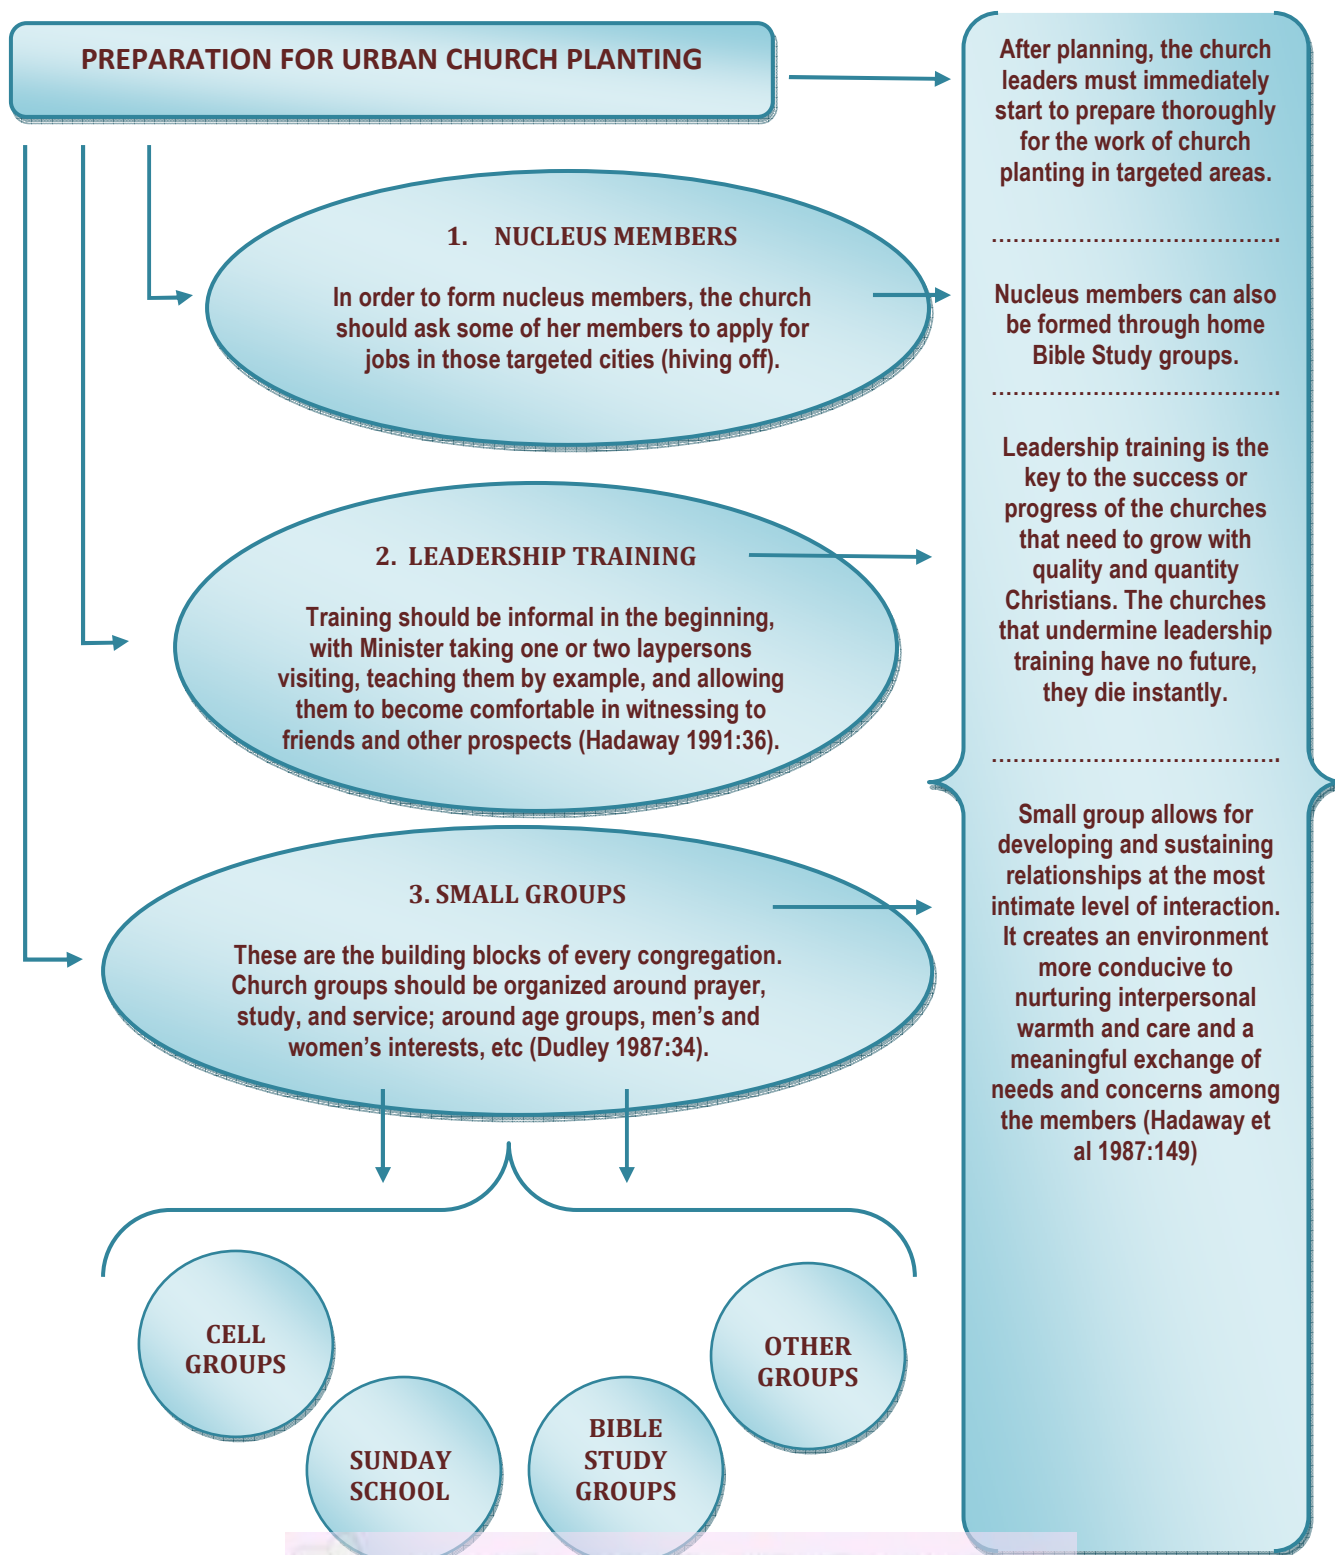 PREPARATION FOR URBAN CHURCH PLANTING
After planning, the church
leaders must immediately
start to prepare thoroughly
for the work of church
planting in targeted areas.
……………………………………..
1. NUCLEUS MEMBERS
In order to form nucleus members, the church
should ask some of her members to apply for
jobs in those targeted cities (hiving off).
Nucleus members can also
be formed through home
Bible Study groups.
……………………………………..
2. LEADERSHIP TRAINING
Training should be informal in the beginning,
with Minister taking one or two laypersons
visiting, teaching them by example, and allowing
them to become comfortable in witnessing to
friends and other prospects (Hadaway 1991:36).
Leadership training is the
key to the success or
progress of the churches
that need to grow with
quality and quantity
Christians. The churches
that undermine leadership
training have no future,
they die instantly.
……………………………………..
3. SMALL GROUPS
These are the building blocks of every congregation.
Church groups should be organized around prayer,
study, and service; around age groups, men’s and
women’s interests, etc (Dudley 1987:34).
Small group allows for
developing and sustaining
relationships at the most
intimate level of interaction.
It creates an environment
more conducive to
nurturing interpersonal
warmth and care and a
meaningful exchange of
needs and concerns among
the members (Hadaway et
al 1987:149)
CELL
GROUPS
SUNDAY
SCHOOL
BIBLE
STUDY
GROUPS
OTHER
GROUPS